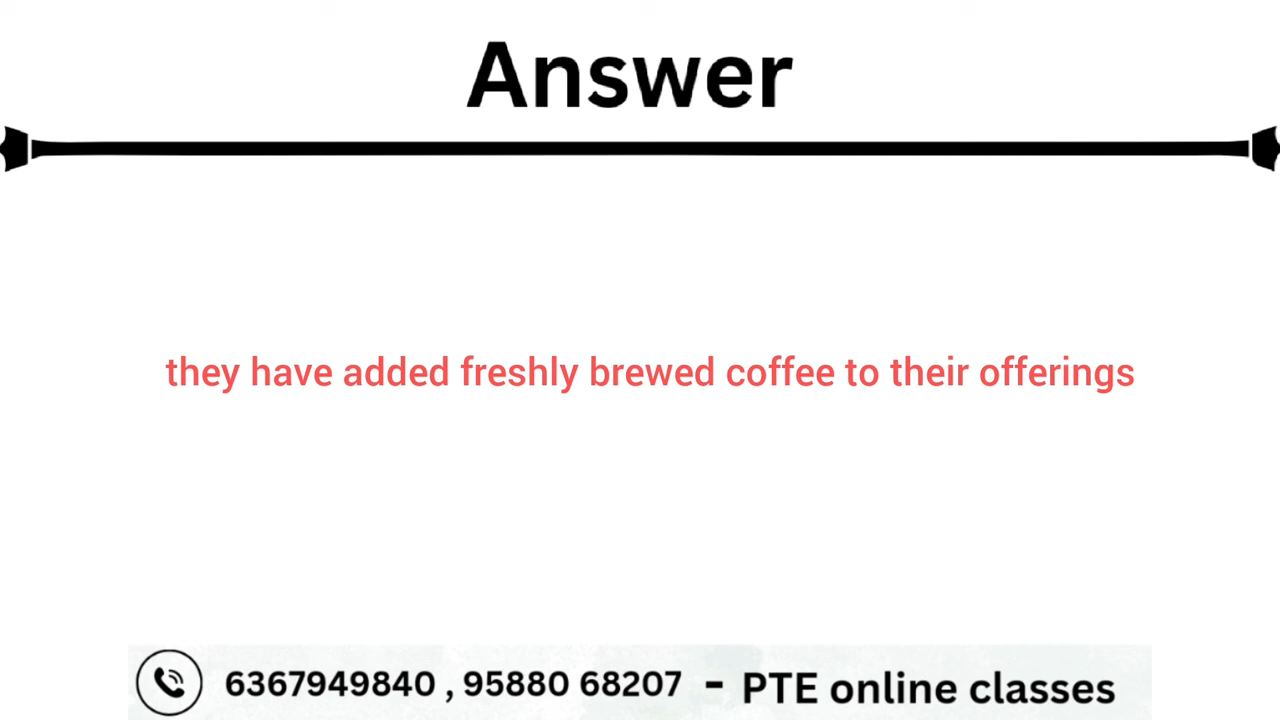 Answer
they have added freshly brewed coffee to their offerings
6367949840 , 95880 68207 - PTE online classes